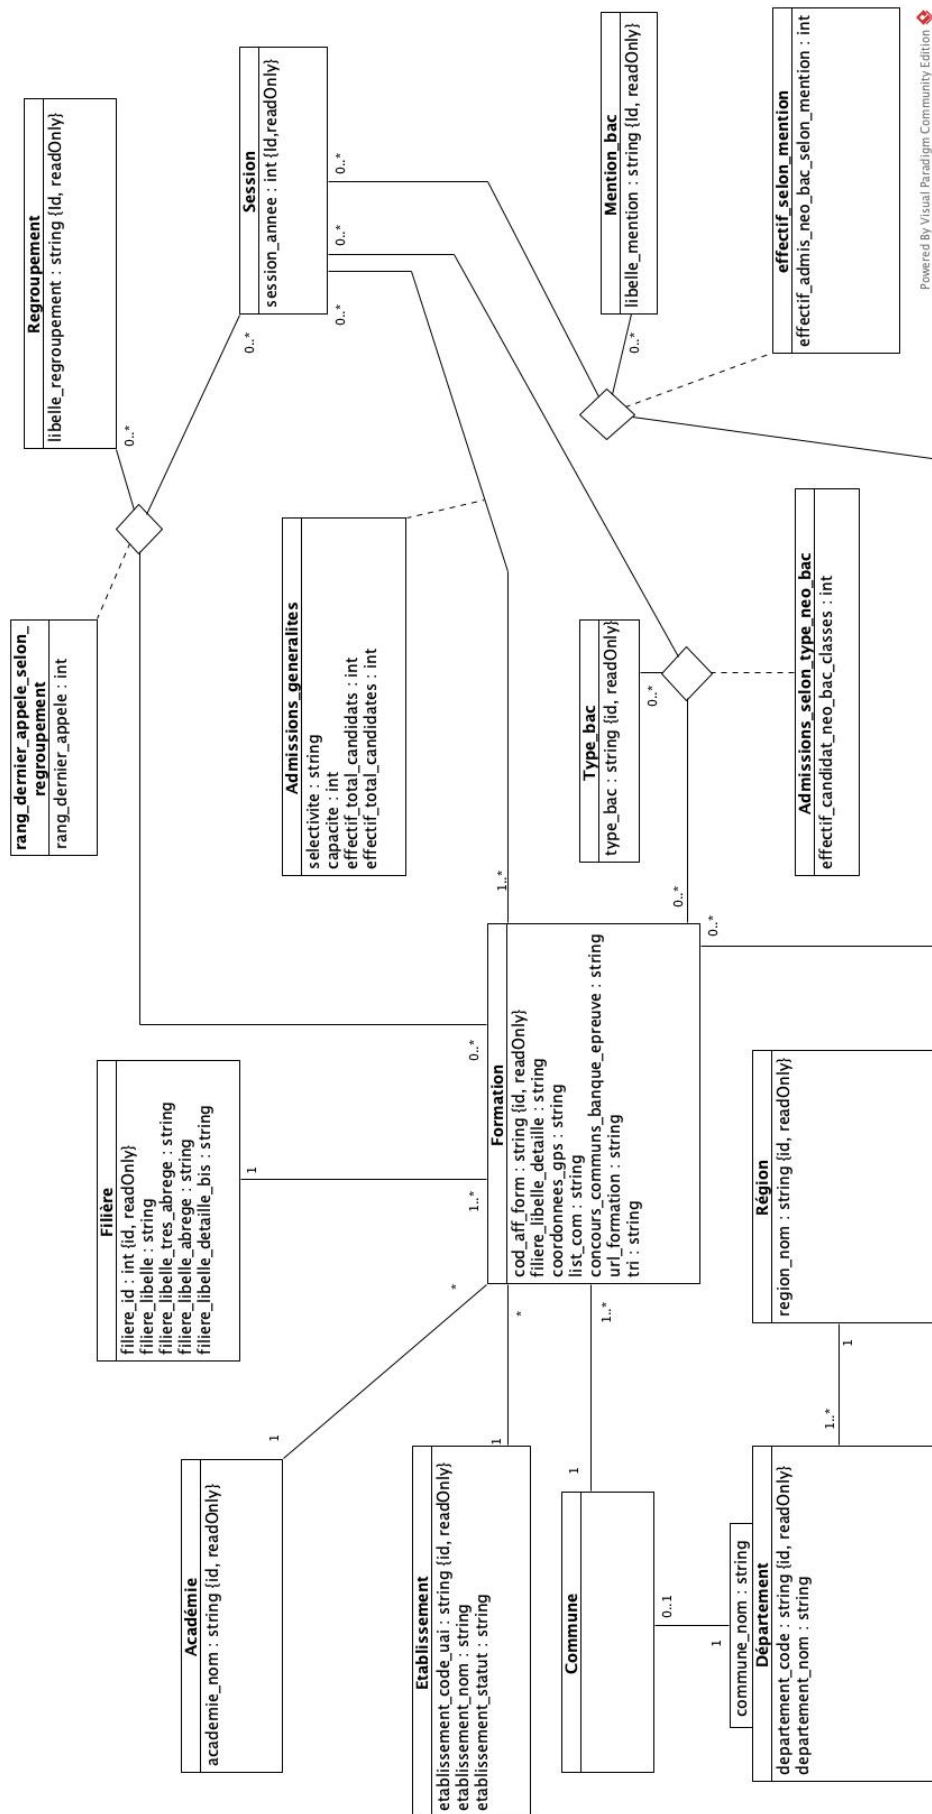 Regroupement
libelle_regroupement : string {Id, readOnly}
0..*
rang_dernier_appele_selon_
regroupement
rang_dernier_appele : int
Session
session_annee : int {Id,readOnly}
0..*
0..*
0..*
0..*
Filière
filiere_id : int {id, readOnly}
filiere_libelle : string
filiere_libelle_tres_abrege : string
filiere_libelle_abrege : string
filiere_libelle_detaille_bis : string
1
1..*
0..*
Académie
academie_nom : string {id, readOnly}
1
*
Admissions_generalites
selectivite : string
capacite : int
effectif_total_candidats : int
effectif_total_candidates : int
1..*
Etablissement
etablissement_code_uai : string {id, readOnly}
etablissement_nom : string
etablissement_statut : string
1
*
Formation
cod_aff_form : string {id, readOnly}
filiere_libelle_detaille : string
coordonnees_gps : string
list_com : string
concours_communs_banque_epreuve : string
url_formation : string
tri : string
Type_bac
type_bac : string {id, readOnly}
0..*
0..*
0..*
Mention_bac
libelle_mention : string {Id, readOnly}
0..*
Commune
1
1..*
0..1
1
commune_nom : string
Département
departement_code : string {id, readOnly}
departement_nom : string
1..*
1
Région
region_nom : string {id, readOnly}
Admissions_selon_type_neo_bac
effectif_candidat_neo_bac_classes : int
effectif_selon_mention
effectif_admis_neo_bac_selon_mention : int
Powered By Visual Paradigm Community Edition